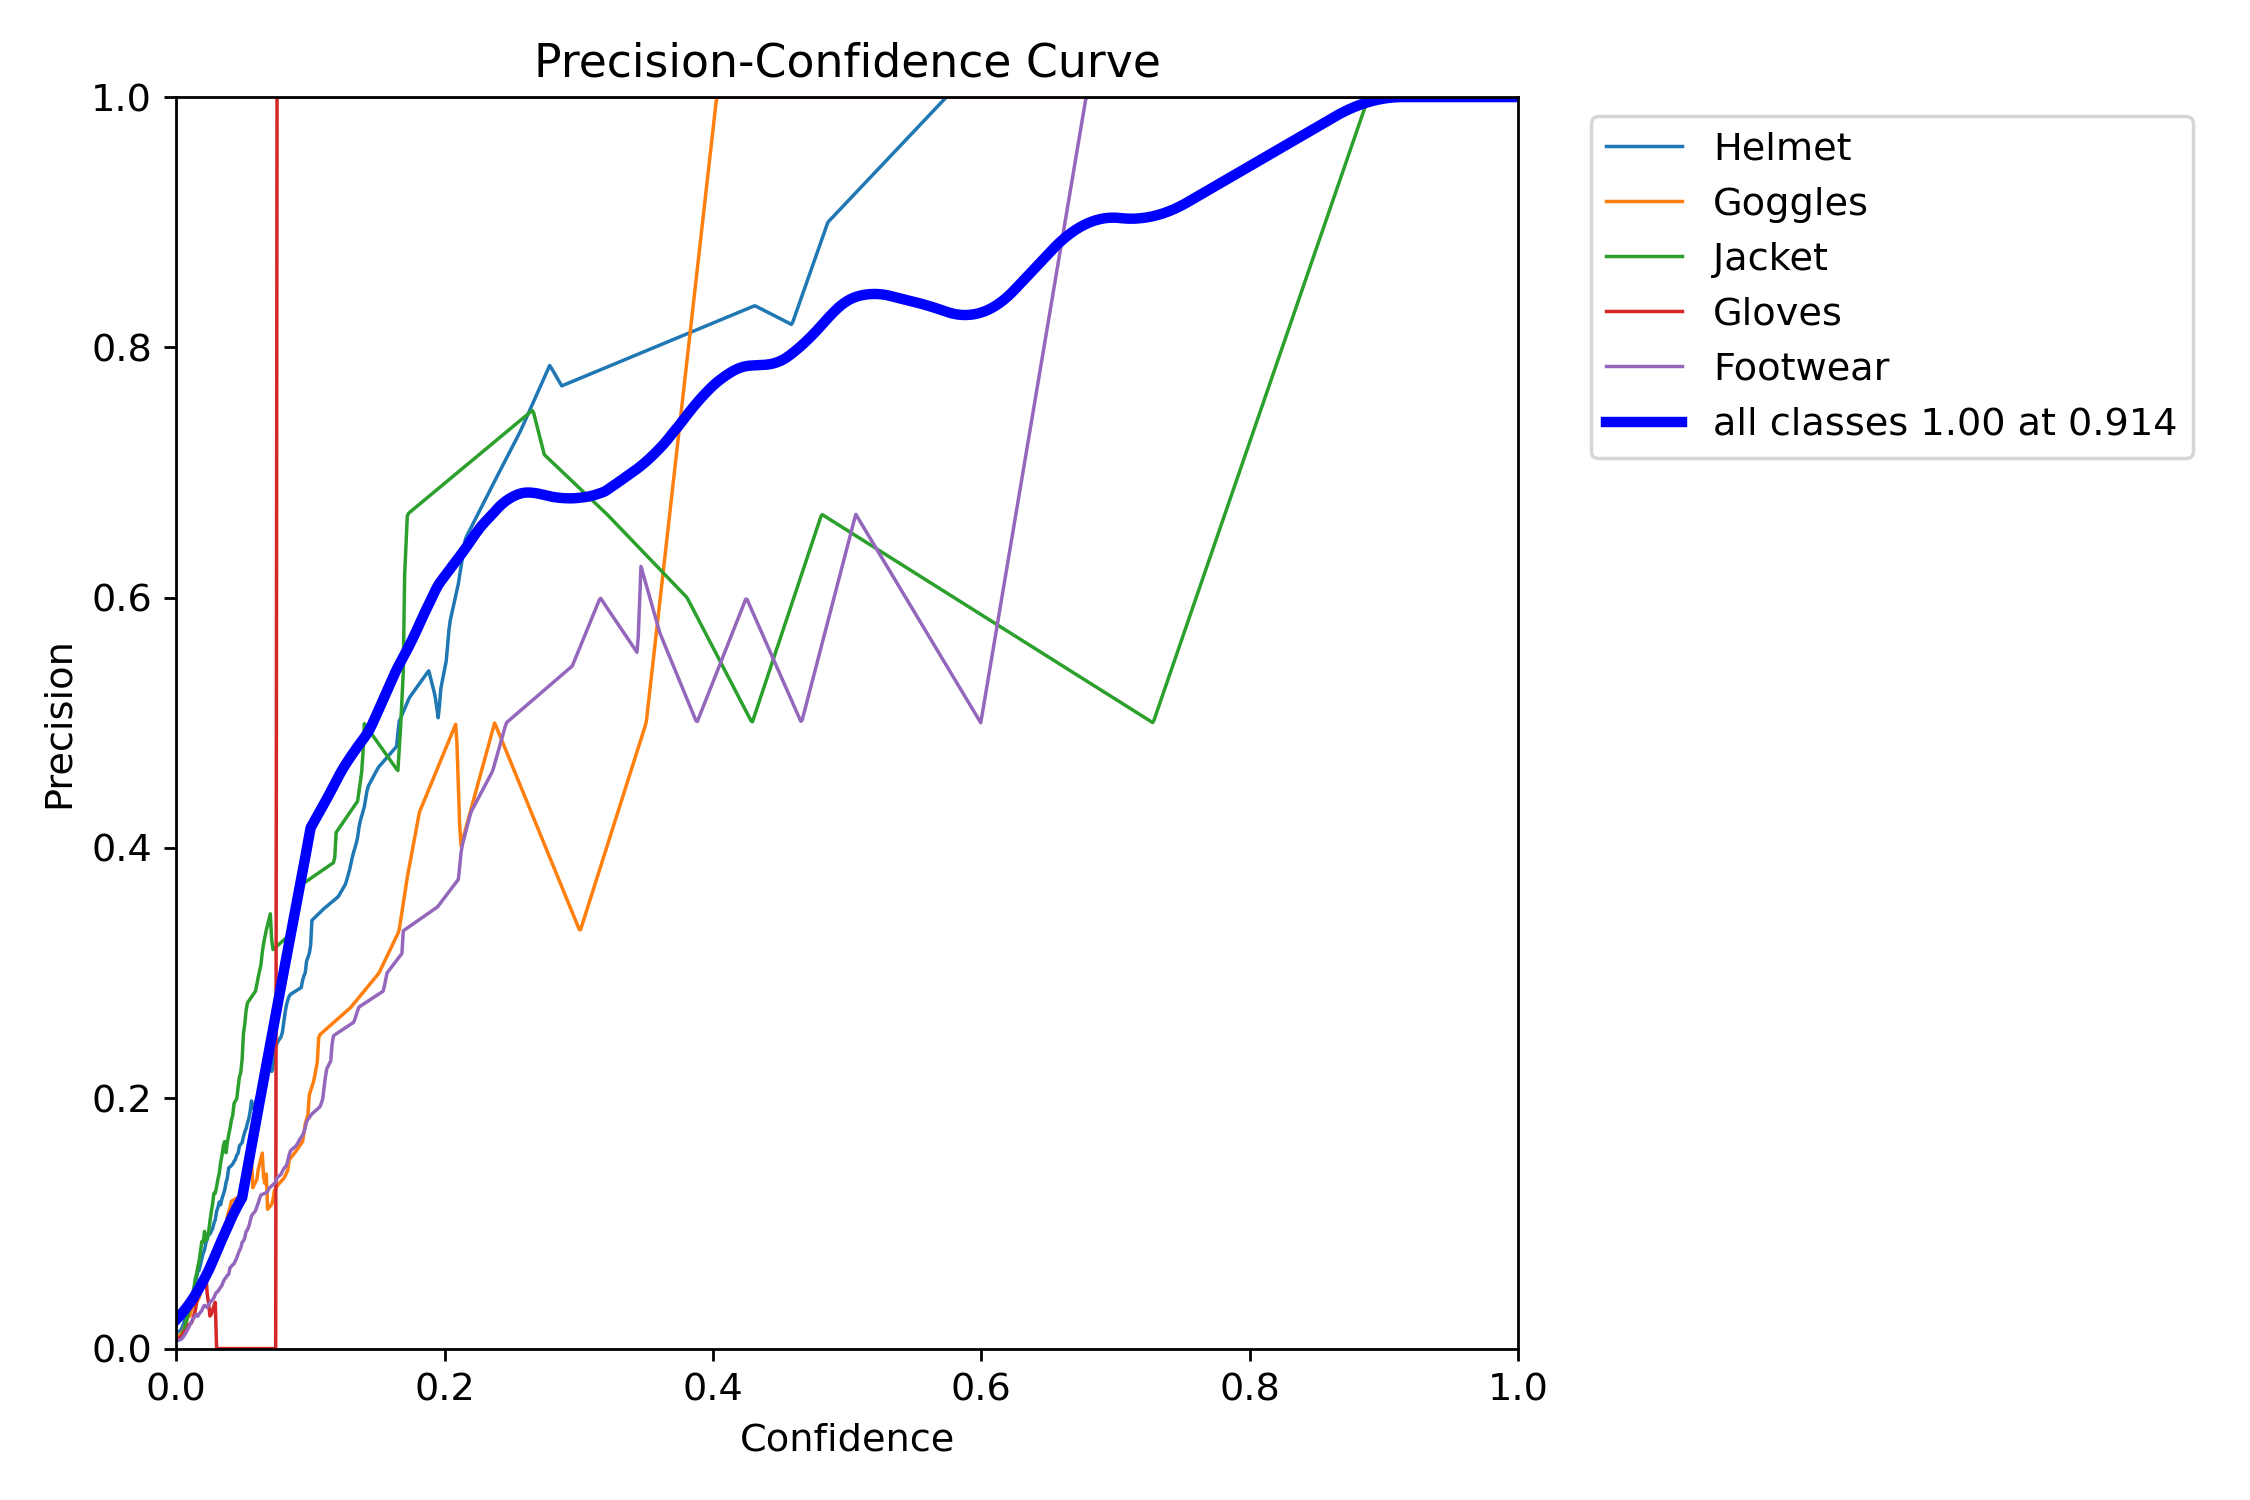 Precision-Confidence Curve
1.0
0.8
0.6
0.4
0.2
0.0
Precision
0.0 0.2 0.4 0.6 0.8 1.0
Confidence
Helmet
Goggles
Jacket
Gloves
Footwear
all classes 1.00 at 0.914